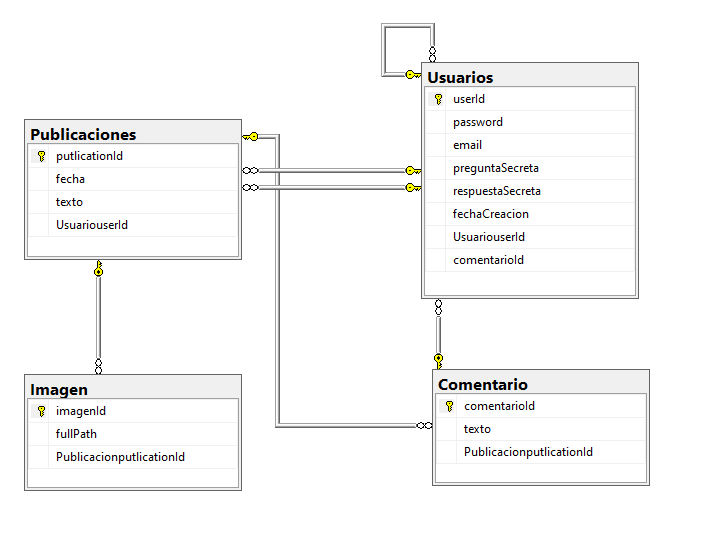 Usuarios
userId
password
email
preguntaSecreta
respuestaSecreta
fechaCreacion
UsuariouserId
comentarioId
Publicaciones
putlicationId
fecha
texto
UsuariouserId
Imagen
imagenId
fullPath
PublicacionputlicationId
Comentario
comentarioId
texto
PublicacionputlicationId